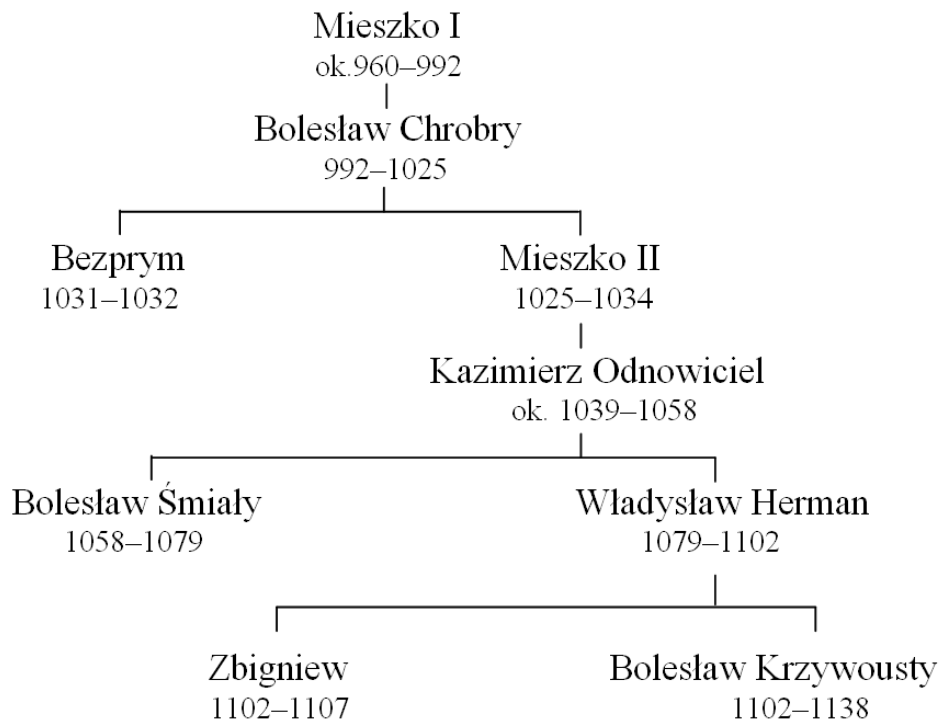 Mieszko I
ok.960–992
Bolesław Chrobry
992–1025
Bezprym
1031–1032
Mieszko II
1025–1034
Kazimierz Odnowiciel
ok. 1039–1058
Bolesław Śmiały
1058–1079
Władysław Herman
1079–1102
Zbigniew
1102–1107
Bolesław Krzywousty
1102–1138